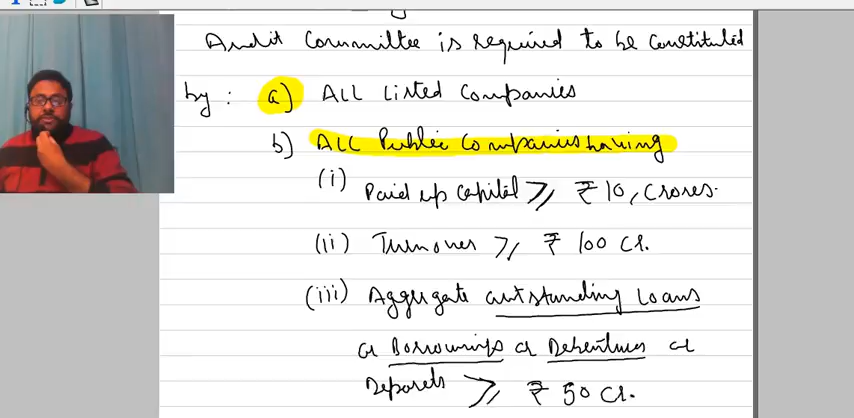 Audit Committee is required to be constituted
by: a) ALL Listed Companies
b) ALL Public Companies having
(i) Paid up capital ≥ ₹ 10, Crores.
(ii) Turnover ≥ ₹ 100 Cr.
(iii) Aggregate outstanding Loans
or Borrowings or Debentures or
Deposits ≥ ₹ 50 Cr.